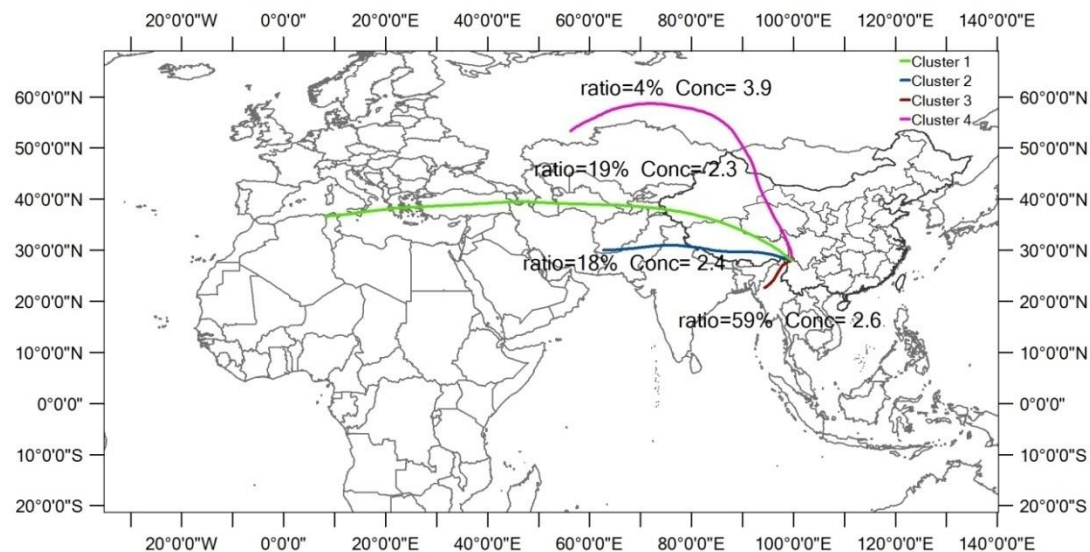 20°0'0"W 0°0'0" 20°0'0"E 40°0'0"E 60°0'0"E 80°0'0"E 100°0'0"E 120°0'0"E 140°0'0"E
Cluster 1
Cluster 2
Cluster 3
Cluster 4
ratio=4% Conc= 3.9
60°0'0"N 60°0'0"N
50°0'0"N 50°0'0"N
ratio=19% Conc= 2.3
40°0'0"N 40°0'0"N
30°0'0"N 30°0'0"N
ratio=18% Conc= 2.4
20°0'0"N 20°0'0"N
ratio=59% Conc= 2.6
10°0'0"N 10°0'0"N
0°0'0" 0°0'0"
10°0'0"S 10°0'0"S
20°0'0"S 20°0'0"S
20°0'0"W 0°0'0" 20°0'0"E 40°0'0"E 60°0'0"E 80°0'0"E 100°0'0"E 120°0'0"E 140°0'0"E